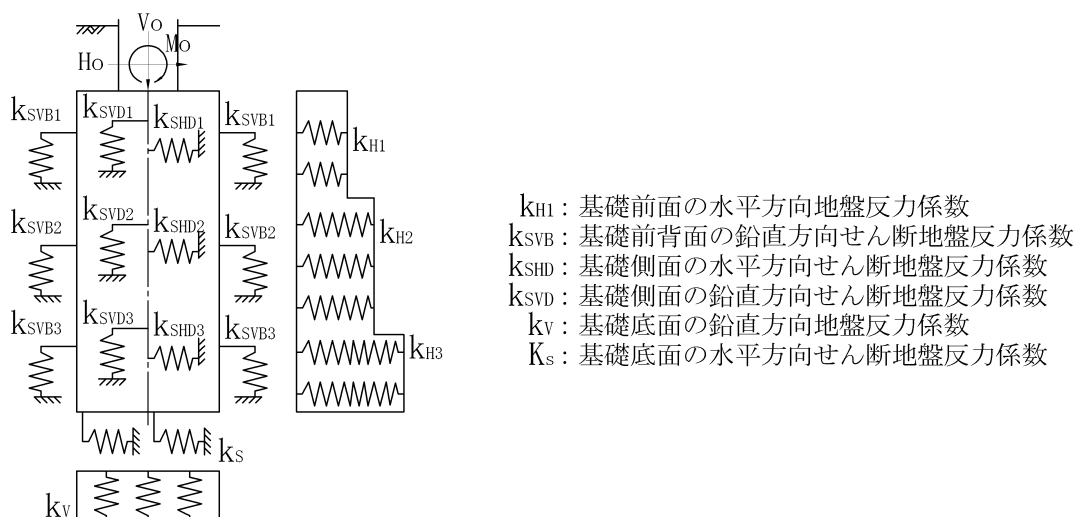 Vo
Mo
Ho
kSVB1 kSVD1 kSHD1 kSVB1 kH1
kSVB2 kSVD2 kSHD2 kSVB2 kH2
kSVB3 kSVD3 kSHD3 kSVB3 kH3
kS
kV
kH1 : 基礎前面の水平方向地盤反力係数
kSVB : 基礎前背面の鉛直方向せん断地盤反力係数
kSHD : 基礎側面の水平方向せん断地盤反力係数
kSVD : 基礎側面の鉛直方向せん断地盤反力係数
kV : 基礎底面の鉛直方向地盤反力係数
Ks : 基礎底面の水平方向せん断地盤反力係数